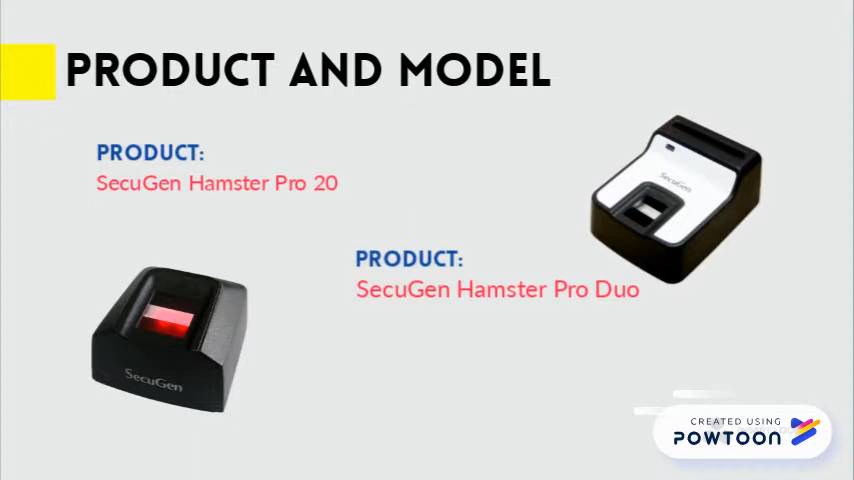 PRODUCT AND MODEL
PRODUCT:
SecuGen Hamster Pro 20
SecuGen
PRODUCT:
SecuGen Hamster Pro Duo
SecuGen
CREATED USING
POWTOON